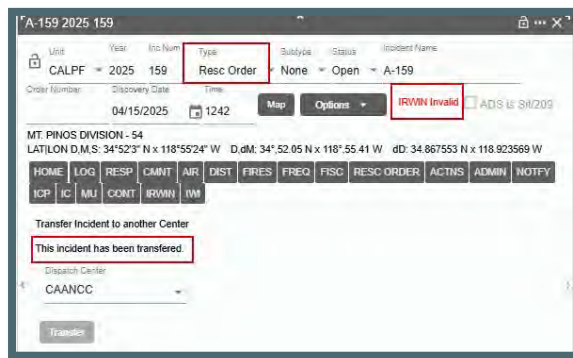 A-159 2025 159
Unit Year Inc Num Type Subtype Status Incident Name
CALPF 2025 159 Resc Order None Open A-159
Order Number Discovery Date Time
04/15/2025 1242 Map Options IRWIN Invalid ADS is Sit/209
MT. PINOS DIVISION - 54
LAT|LON D,M,S: 34°52'3" N x 118°55'24" W D,dM: 34°,52.05 N x 118°,55.41 W dD: 34.867553 N x 118.923569 W
HOME LOG RESP CMNT AIR DIST FIRES FREQ FISC RESC ORDER ACTNS ADMIN NOTFY
ICP IC MU CONT IRWIN IWI
Transfer Incident to another Center
This incident has been transfered.
Dispatch Center
CAANCC
Transfer